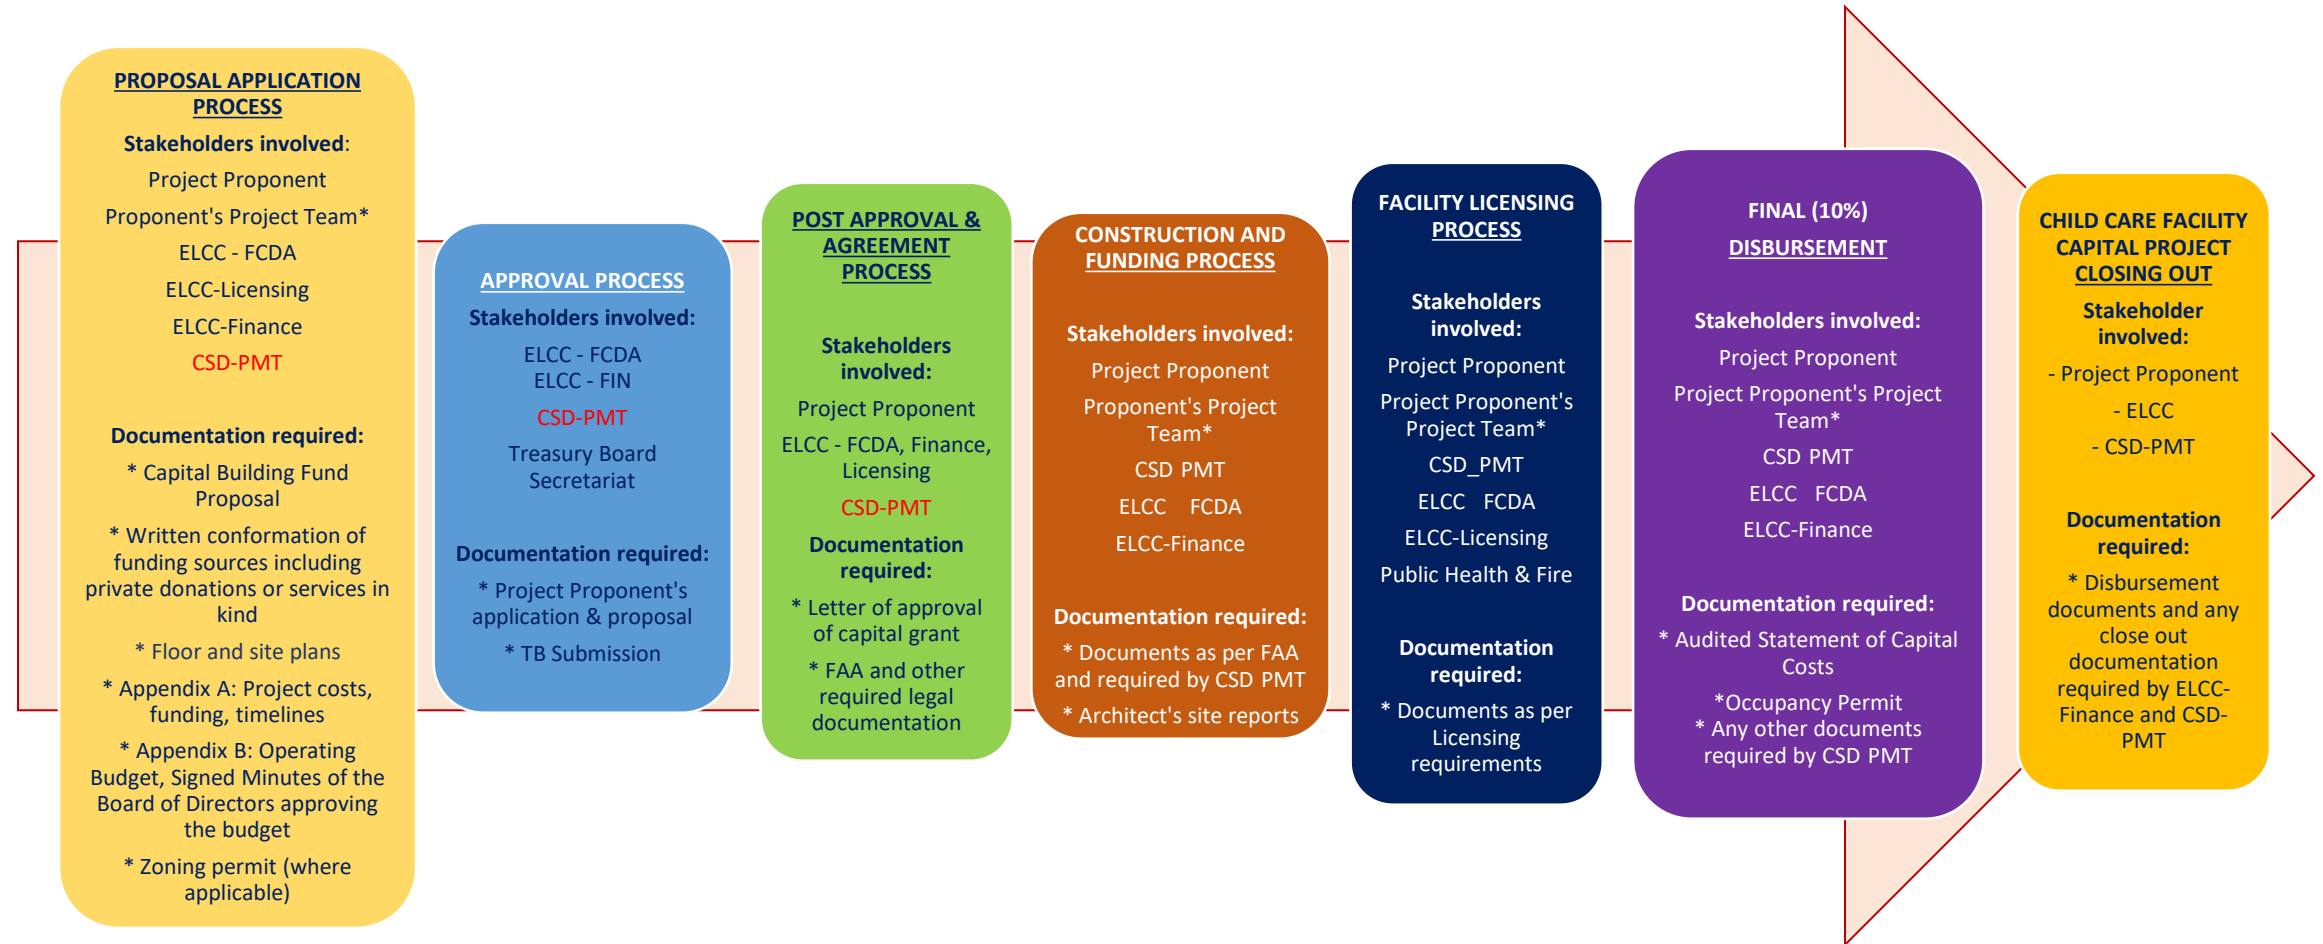 PROPOSAL APPLICATION
PROCESS
Stakeholders involved:
Project Proponent
Proponent's Project Team*
ELCC - FCDA
ELCC-Licensing
ELCC-Finance
CSD-PMT
Documentation required:
* Capital Building Fund
Proposal
* Written conformation of
funding sources including
private donations or services in
kind
* Floor and site plans
* Appendix A: Project costs,
funding, timelines
* Appendix B: Operating
Budget, Signed Minutes of the
Board of Directors approving
the budget
* Zoning permit (where
applicable)
APPROVAL PROCESS
Stakeholders involved:
ELCC - FCDA
ELCC - FIN
CSD-PMT
Treasury Board
Secretariat
Documentation required:
* Project Proponent's
application & proposal
* TB Submission
POST APPROVAL &
AGREEMENT
PROCESS
Stakeholders
involved:
Project Proponent
ELCC - FCDA, Finance,
Licensing
CSD-PMT
Documentation
required:
* Letter of approval
of capital grant
* FAA and other
required legal
documentation
CONSTRUCTION AND
FUNDING PROCESS
Stakeholders involved:
Project Proponent
Proponent's Project
Team*
CSD PMT
ELCC FCDA
ELCC-Finance
Documentation required:
* Documents as per FAA
and required by CSD PMT
* Architect's site reports
FACILITY LICENSING
PROCESS
Stakeholders
involved:
Project Proponent
Project Proponent's
Project Team*
CSD_PMT
ELCC FCDA
ELCC-Licensing
Public Health & Fire
Documentation
required:
* Documents as per
Licensing
requirements
FINAL (10%)
DISBURSEMENT
Stakeholders involved:
Project Proponent
Project Proponent's Project
Team*
CSD PMT
ELCC FCDA
ELCC-Finance
Documentation required:
* Audited Statement of Capital
Costs
*Occupancy Permit
* Any other documents
required by CSD PMT
CHILD CARE FACILITY
CAPITAL PROJECT
CLOSING OUT
Stakeholder
involved:
- Project Proponent
- ELCC
- CSD-PMT
Documentation
required:
* Disbursement
documents and any
close out
documentation
required by ELCC-
Finance and CSD-
PMT